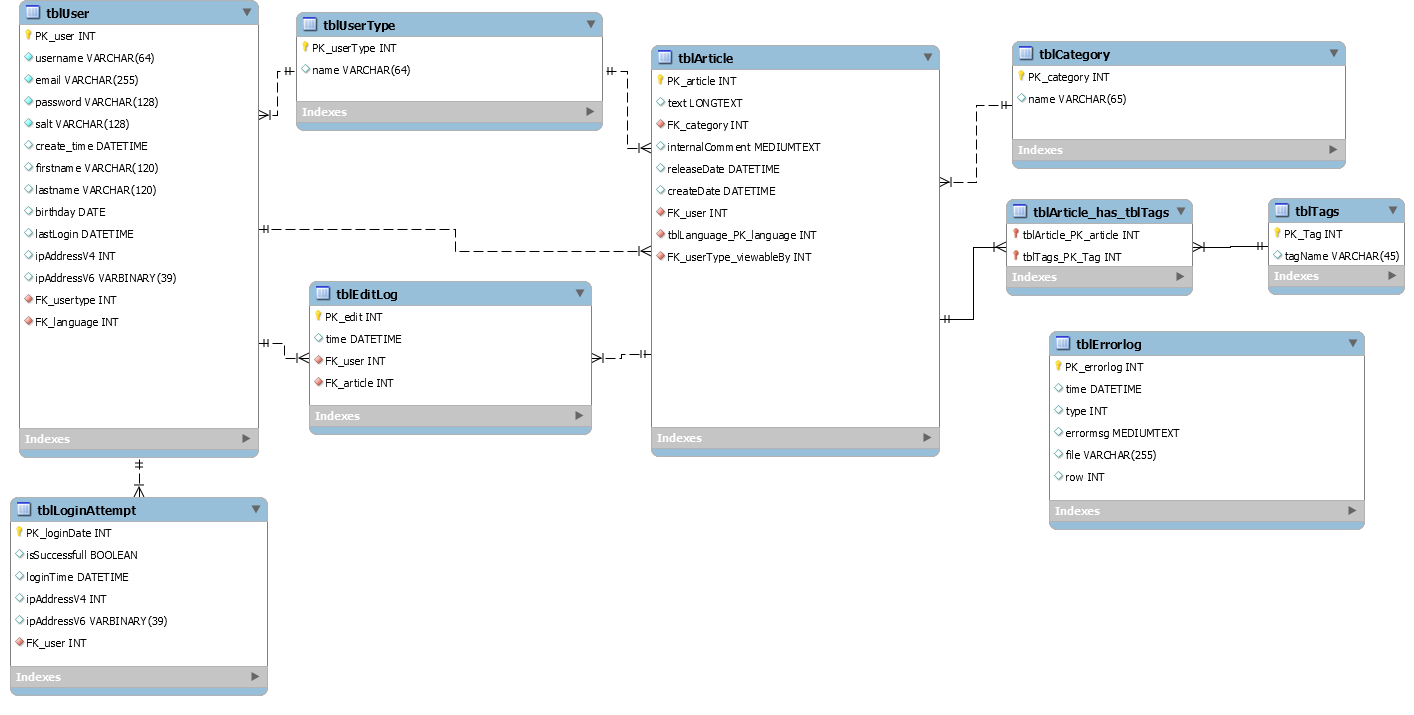 tblUser
PK_user INT
username VARCHAR(64)
email VARCHAR(255)
password VARCHAR(128)
salt VARCHAR(128)
create_time DATETIME
firstname VARCHAR(120)
lastname VARCHAR(120)
birthday DATE
lastLogin DATETIME
ipAddressV4 INT
ipAddressV6 VARBINARY(39)
FK_usertype INT
FK_language INT
Indexes
tblUserType
PK_userType INT
name VARCHAR(64)
Indexes
tblArticle
PK_article INT
text LONGTEXT
FK_category INT
internalComment MEDIUMTEXT
releaseDate DATETIME
createDate DATETIME
FK_user INT
tblLanguage_PK_language INT
FK_userType_viewableBy INT
Indexes
tblCategory
PK_category INT
name VARCHAR(65)
Indexes
tblArticle_has_tblTags
tblArticle_PK_article INT
tblTags_PK_Tag INT
Indexes
tblTags
PK_Tag INT
tagName VARCHAR(45)
Indexes
tblEditLog
PK_edit INT
time DATETIME
FK_user INT
FK_article INT
Indexes
tblErrorlog
PK_errorlog INT
time DATETIME
type INT
errormsg MEDIUMTEXT
file VARCHAR(255)
row INT
Indexes
tblLoginAttempt
PK_loginDate INT
isSuccessfull BOOLEAN
loginTime DATETIME
ipAddressV4 INT
ipAddressV6 VARBINARY(39)
FK_user INT
Indexes